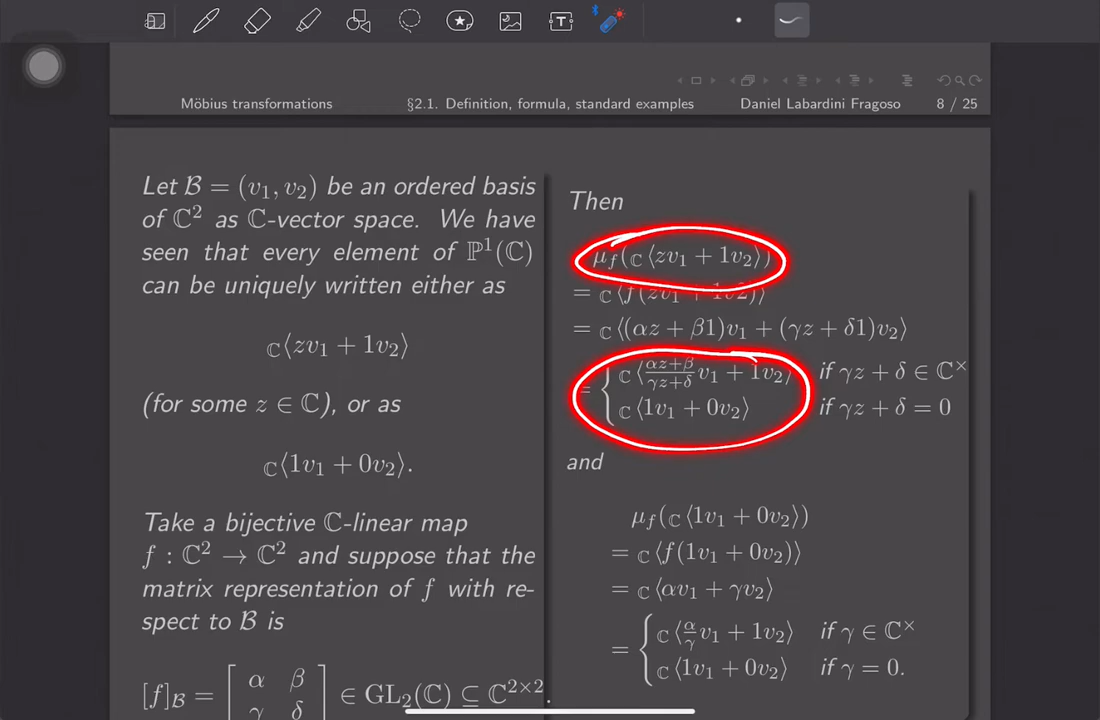 Möbius transformations §2.1. Definition, formula, standard examples Daniel Labardini Fragoso 8 / 25
Let ℬ = (v₁, v₂) be an ordered basis
of ℂ² as ℂ-vector space. We have
seen that every element of ℙ¹(ℂ)
can be uniquely written either as
ℂ⟨zv₁ + 1v₂⟩
(for some z ∈ ℂ), or as
ℂ⟨1v₁ + 0v₂⟩.
Take a bijective ℂ-linear map
f : ℂ² → ℂ² and suppose that the
matrix representation of f with re-
spect to ℬ is
[f]ℬ = [ α β
γ δ ] ∈ GL₂(ℂ) ⊆ ℂ²ˣ².
Then
μ_f(ℂ⟨zv₁ + 1v₂⟩)
= ℂ⟨f(zv₁ + 1v2)⟩
= ℂ⟨(αz + β1)v₁ + (γz + δ1)v₂⟩
= { ℂ⟨(αz+β)/(γz+δ) v₁ + 1v₂⟩ if γz + δ ∈ ℂˣ
ℂ⟨1v₁ + 0v₂⟩ if γz + δ = 0
and
μ_f(ℂ⟨1v₁ + 0v₂⟩)
= ℂ⟨f(1v₁ + 0v₂)⟩
= ℂ⟨αv₁ + γv₂⟩
= { ℂ⟨α/γ v₁ + 1v₂⟩ if γ ∈ ℂˣ
ℂ⟨1v₁ + 0v₂⟩ if γ = 0.